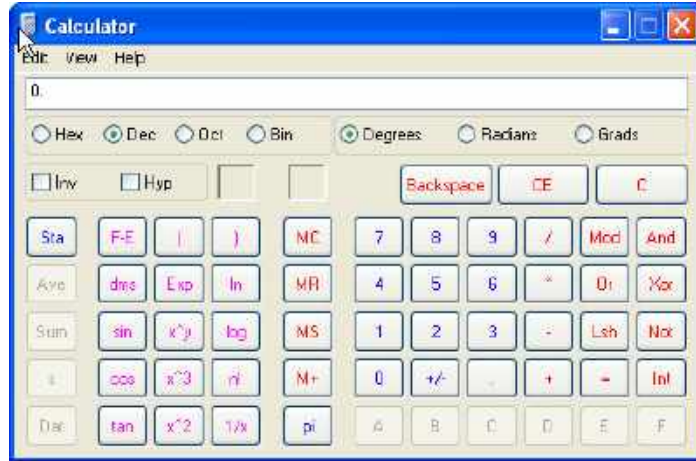 Calculator
Edit View Help
0.
Hex Dec Oct Bin Degrees Radians Grads
Inv Hyp Backspace CE C
Sta F-E ( ) MC 7 8 9 / Mod And
Ave dms Exp ln MR 4 5 6 * Or Xor
Sum sin x^y log MS 1 2 3 - Lsh Not
s cos x^3 n! M+ 0 +/- . + = Int
Dat tan x^2 1/x pi A B C D E F